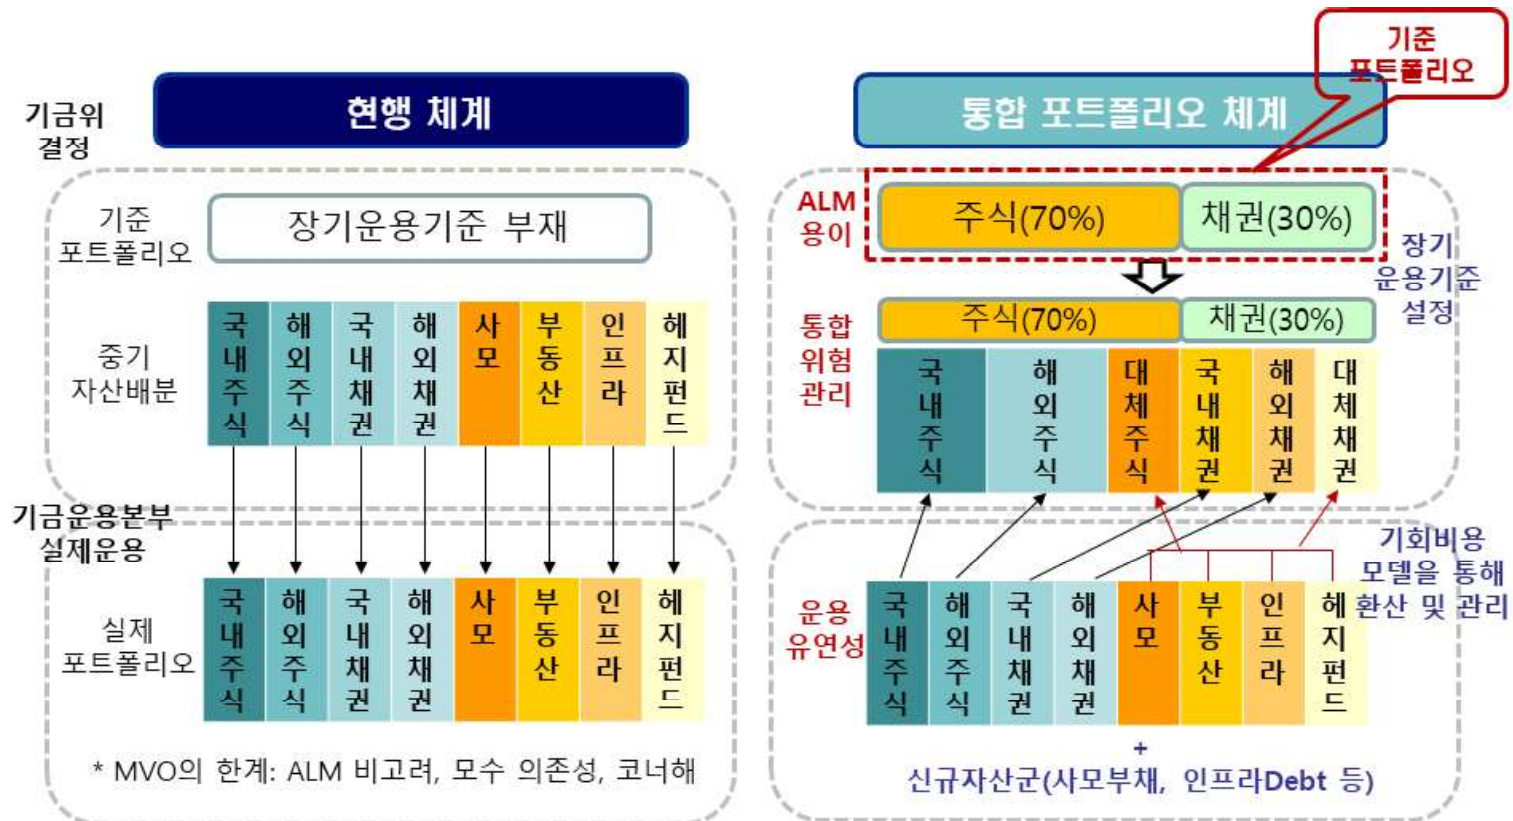 기준
포트폴리오
기금위
결정
현행 체계
통합 포트폴리오 체계
기준
포트폴리오
장기운용기준 부재
ALM
용이
주식(70%)
채권(30%)
장기
운용기준
설정
중기
자산배분
국내주식
해외주식
국내채권
해외채권
사모
부동산
인프라
헤지펀드
통합
위험
관리
주식(70%)
채권(30%)
국내주식
해외주식
대체주식
국내채권
해외채권
대체채권
기금운용본부
실제운용
실제
포트폴리오
국내주식
해외주식
국내채권
해외채권
사모
부동산
인프라
헤지펀드
* MVO의 한계: ALM 비고려, 모수 의존성, 코너해
운용
유연성
국내주식
해외주식
국내채권
해외채권
사모
부동산
인프라
헤지펀드
기회비용
모델을 통해
환산 및 관리
+
신규자산군(사모부채, 인프라Debt 등)